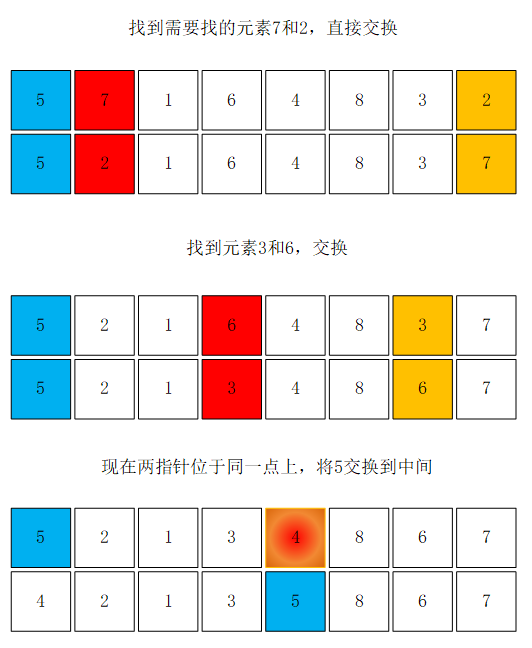 找到需要找的元素7和2，直接交换
5 7 1 6 4 8 3 2
5 2 1 6 4 8 3 7
找到元素3和6，交换
5 2 1 6 4 8 3 7
5 2 1 3 4 8 6 7
现在两指针位于同一点上，将5交换到中间
5 2 1 3 4 8 6 7
4 2 1 3 5 8 6 7